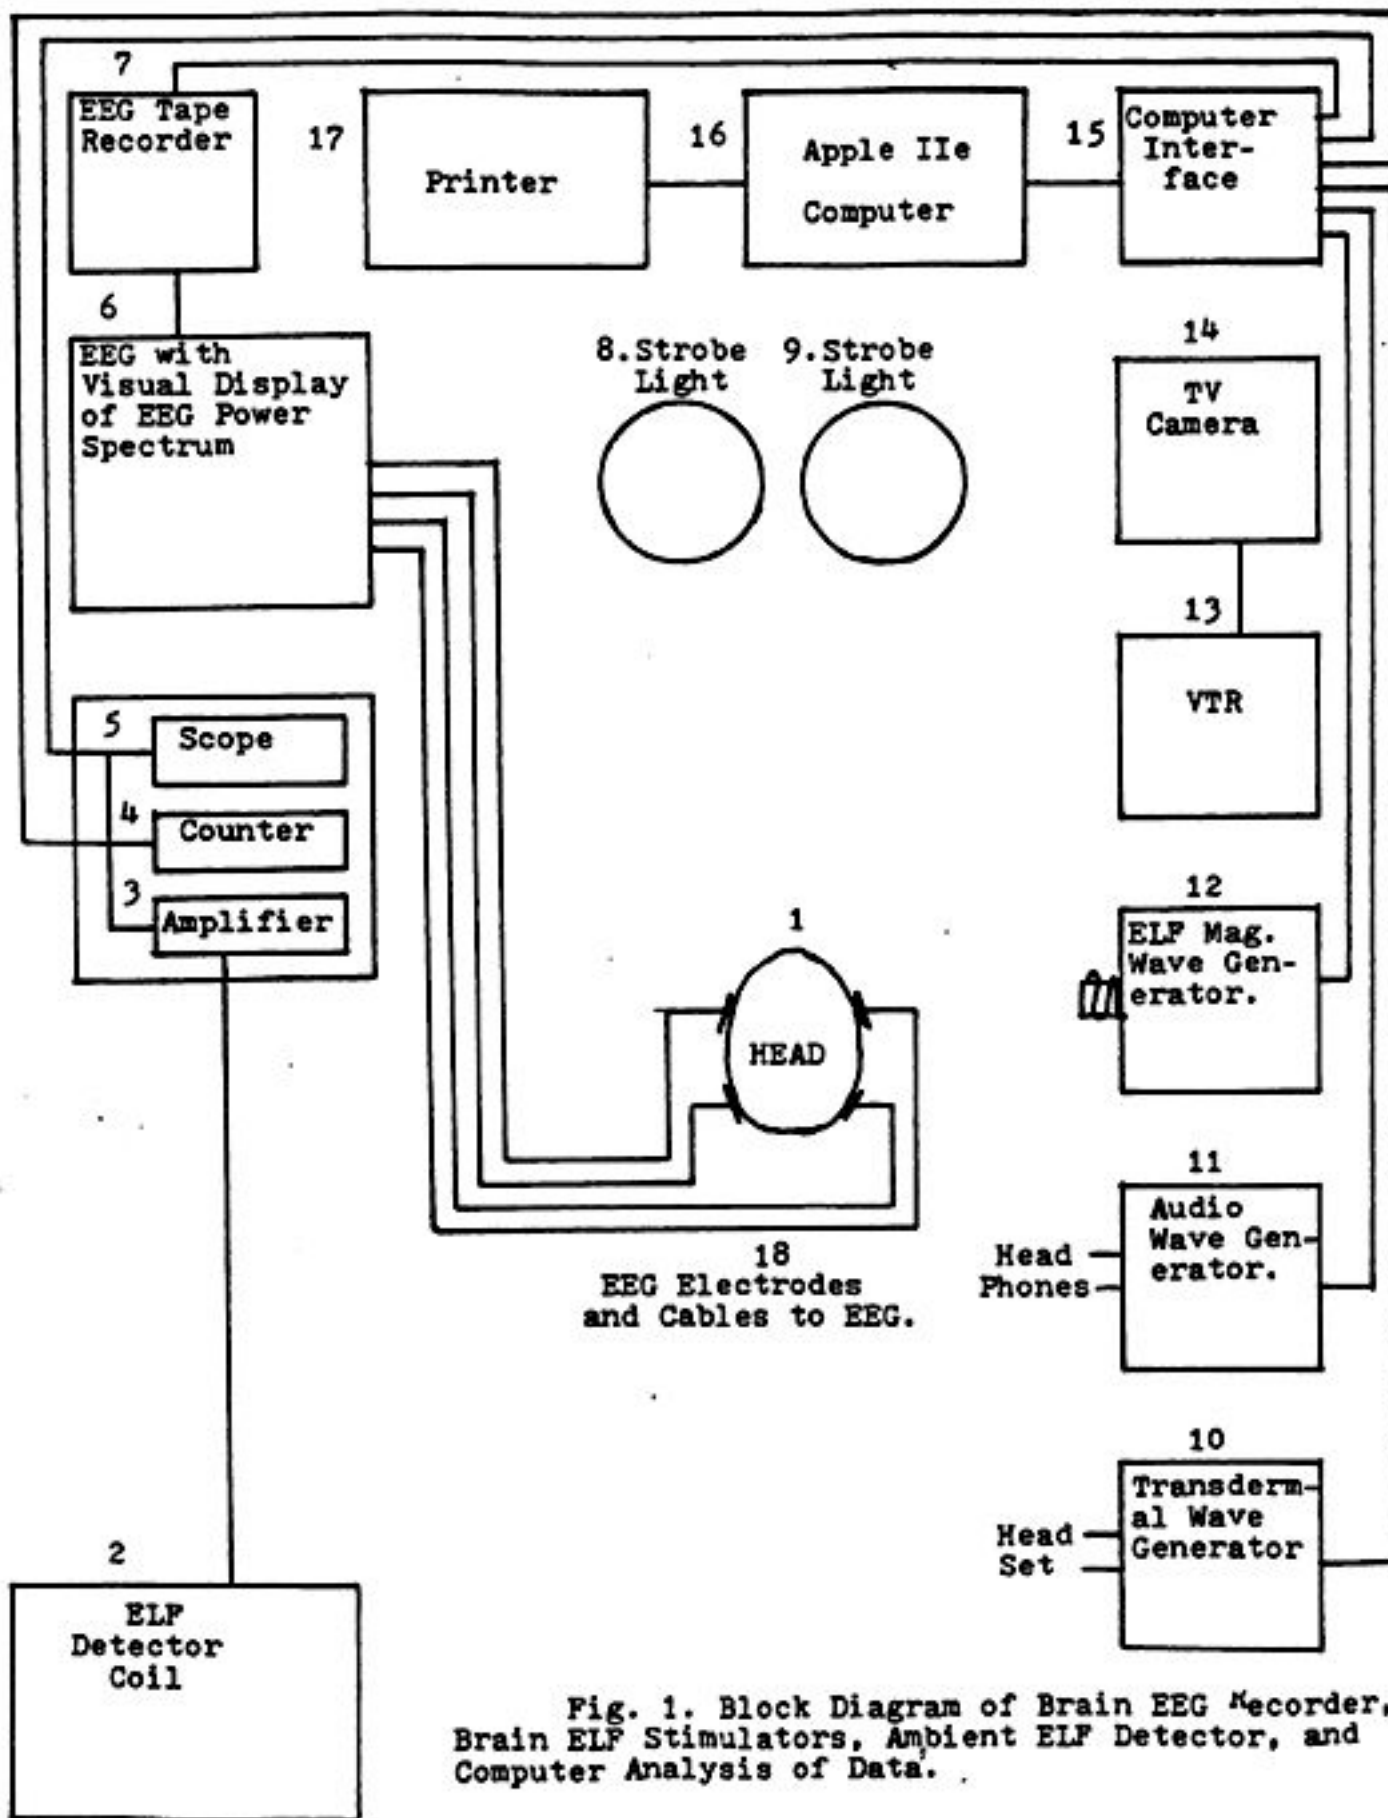 7
EEG Tape
Recorder
17
Printer
16
Apple IIe
Computer
15
Computer
Inter-
face
6
EEG with
Visual Display
of EEG Power
Spectrum
8.Strobe
Light
9.Strobe
Light
14
TV
Camera
13
VTR
5
Scope
4
Counter
3
Amplifier
12
ELF Mag.
Wave Gen-
erator.
1
HEAD
11
Audio
Wave Gen-
erator.
Head
Phones
18
EEG Electrodes
and Cables to EEG.
10
Transderm-
al Wave
Generator
Head
Set
2
ELF
Detector
Coil
Fig. 1. Block Diagram of Brain EEG Recorder,
Brain ELF Stimulators, Ambient ELF Detector, and
Computer Analysis of Data.